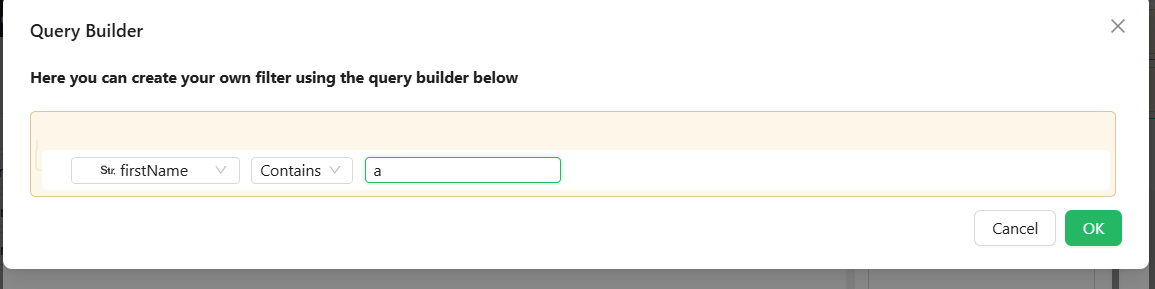 Query Builder
Here you can create your own filter using the query builder below
Str. firstName Contains a
Cancel OK